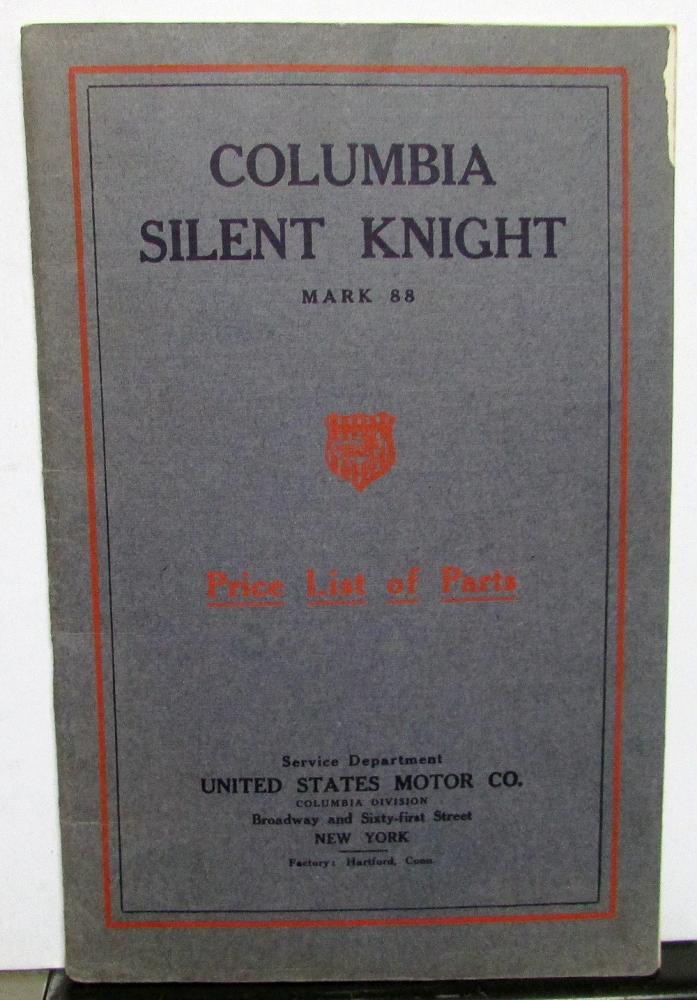 COLUMBIA
SILENT KNIGHT
MARK 88
Price List of Parts
Service Department
UNITED STATES MOTOR CO.
COLUMBIA DIVISION
Broadway and Sixty-first Street
NEW YORK
Factory: Hartford, Conn.